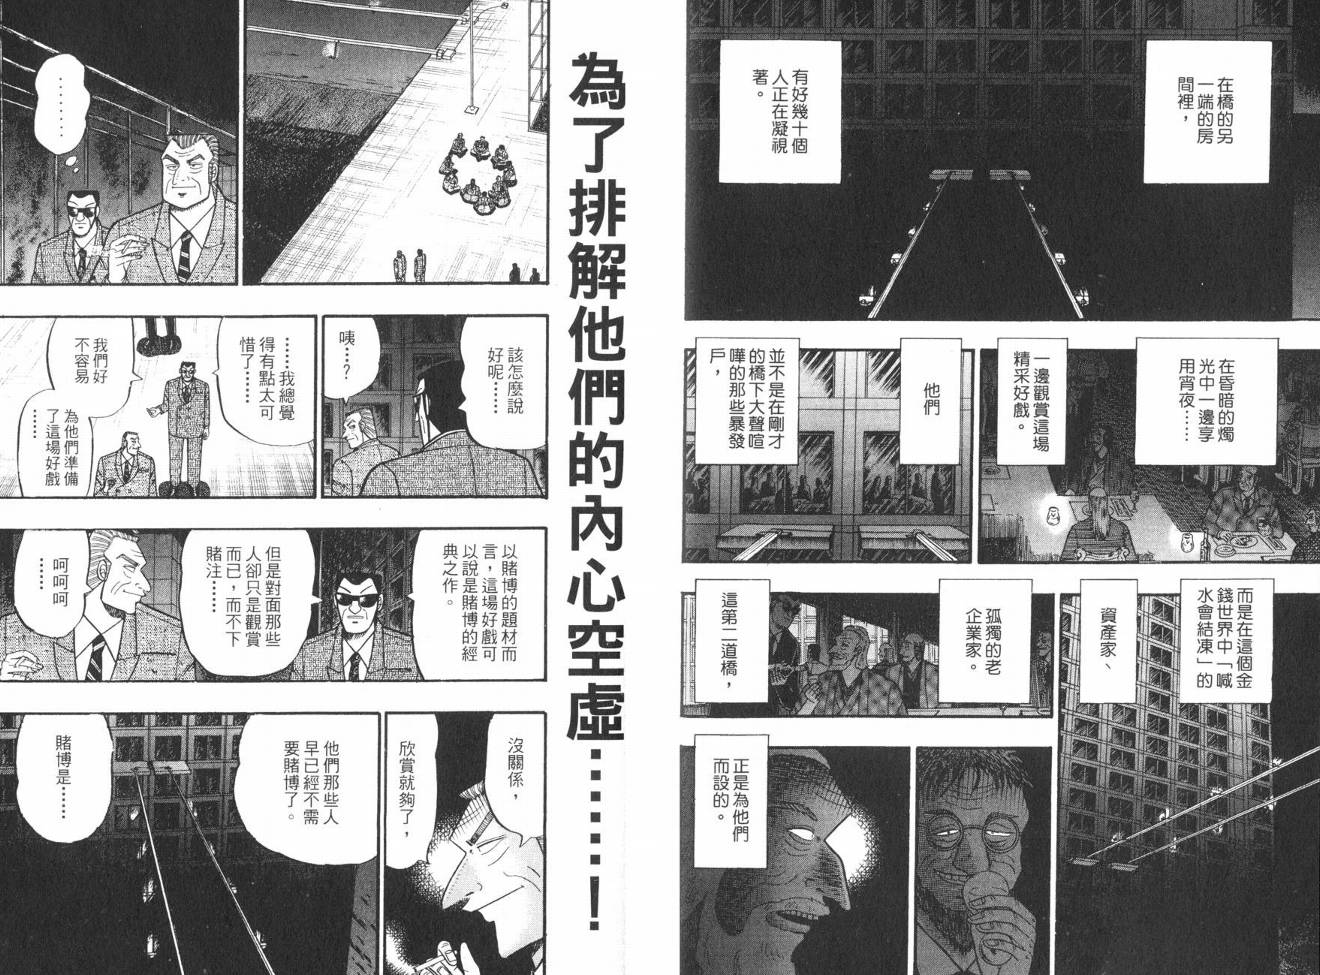 在橋的另
一端的房
間裡，
有好幾十個
人正在凝視
著。
在昏暗的燭
光中一邊享
用宵夜……
一邊觀賞這場
精采好戲。
他們
並不是在剛才
的橋下大聲喧
嘩的那些暴發
戶，
而是在這個金
錢世界中「喊
水會結凍」的
資產家、
孤獨的老
企業家。
這第二道橋，
正是為他們
而設的。
為了排解他們的內心空虛………！
………
該怎麼說
好呢……
咦…？
……我總覺
得有點太可
惜了……
我們好
不容易
為他們準備
了這場好戲
……
以賭博的題材而
言，這場好戲可
以說是賭博的經
典之作。
但是對面那些
人卻只是觀賞
而已，而不下
賭注……
呵呵呵
……
沒關係，
欣賞就夠了，
他們那些人
早已經不需
要賭博了。
賭博是……